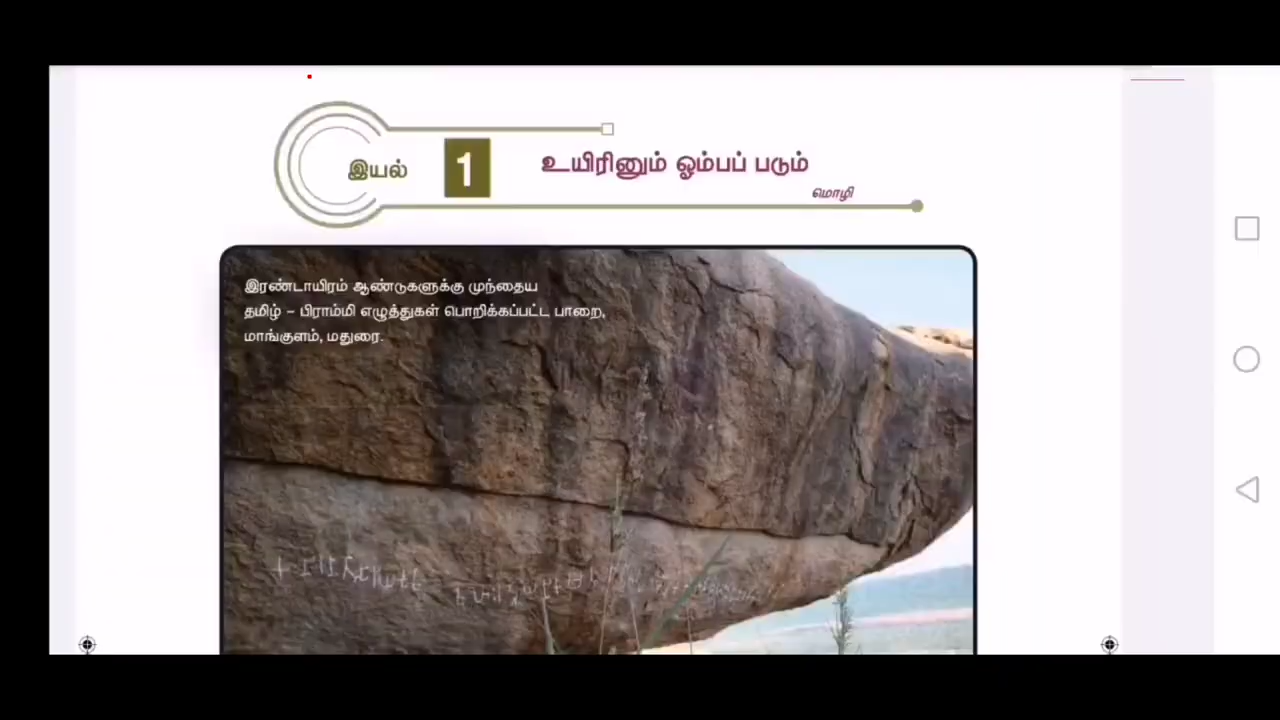 இயல்
1
உயிரினும் ஓம்பப் படும்
மொழி
இரண்டாயிரம் ஆண்டுகளுக்கு முந்தைய
தமிழ் – பிராம்மி எழுத்துகள் பொறிக்கப்பட்ட பாறை,
மாங்குளம், மதுரை.